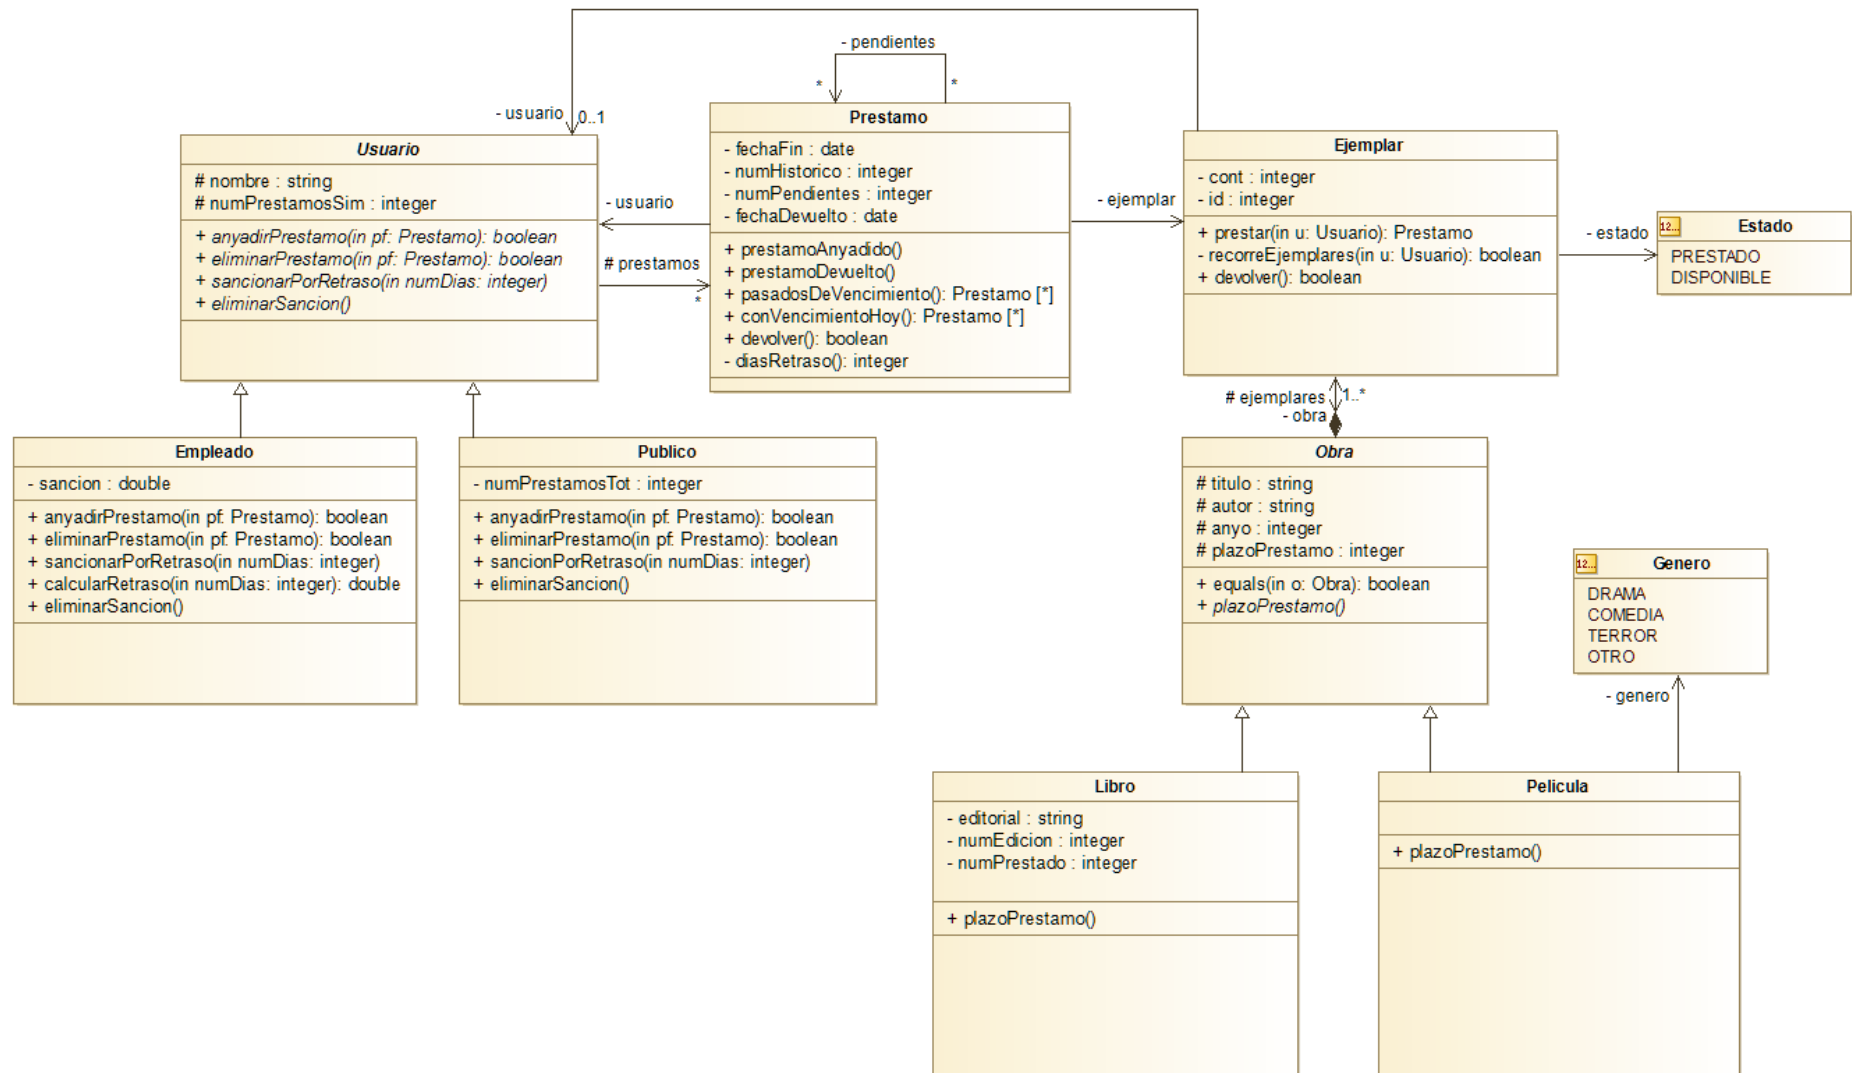 - pendientes
*
*
- usuario
0..1
Usuario
# nombre : string
# numPrestamosSim : integer
+ anyadirPrestamo(in pf: Prestamo): boolean
+ eliminarPrestamo(in pf: Prestamo): boolean
+ sancionarPorRetraso(in numDias: integer)
+ eliminarSancion()
- usuario
# prestamos
*
Prestamo
- fechaFin : date
- numHistorico : integer
- numPendientes : integer
- fechaDevuelto : date
+ prestamoAnyadido()
+ prestamoDevuelto()
+ pasadosDeVencimiento(): Prestamo [*]
+ conVencimientoHoy(): Prestamo [*]
+ devolver(): boolean
- diasRetraso(): integer
- ejemplar
Ejemplar
- cont : integer
- id : integer
+ prestar(in u: Usuario): Prestamo
- recorreEjemplares(in u: Usuario): boolean
+ devolver(): boolean
- estado
12...
Estado
PRESTADO
DISPONIBLE
# ejemplares
1..*
- obra
Empleado
- sancion : double
+ anyadirPrestamo(in pf: Prestamo): boolean
+ eliminarPrestamo(in pf: Prestamo): boolean
+ sancionarPorRetraso(in numDias: integer)
+ calcularRetraso(in numDias: integer): double
+ eliminarSancion()
Publico
- numPrestamosTot : integer
+ anyadirPrestamo(in pf: Prestamo): boolean
+ eliminarPrestamo(in pf: Prestamo): boolean
+ sancionPorRetraso(in numDias: integer)
+ eliminarSancion()
Obra
# titulo : string
# autor : string
# anyo : integer
# plazoPrestamo : integer
+ equals(in o: Obra): boolean
+ plazoPrestamo()
12...
Genero
DRAMA
COMEDIA
TERROR
OTRO
- genero
Libro
- editorial : string
- numEdicion : integer
- numPrestado : integer
+ plazoPrestamo()
Pelicula
+ plazoPrestamo()